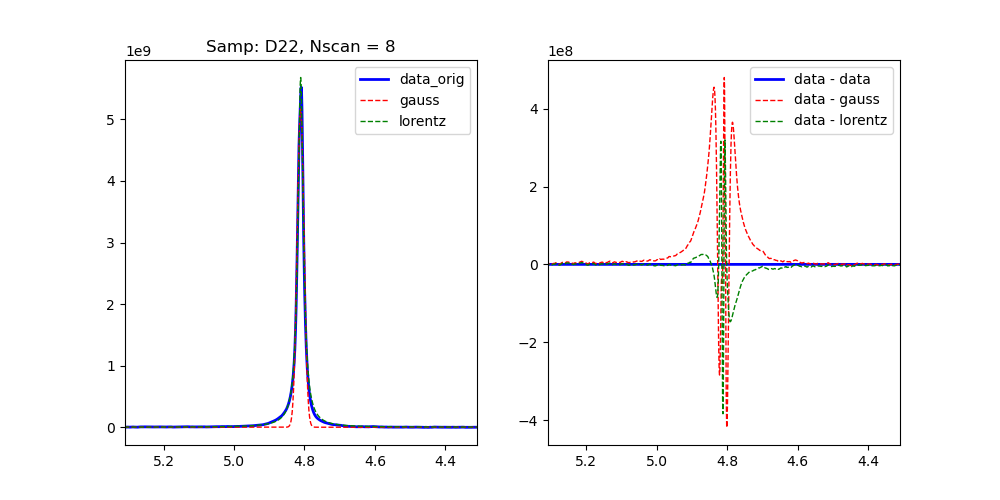 Samp: D22, Nscan = 8
1e9
data_orig
gauss
lorentz
5
4
3
2
1
0
5.2 5.0 4.8 4.6 4.4
1e8
data - data
data - gauss
data - lorentz
4
2
0
−2
−4
5.2 5.0 4.8 4.6 4.4